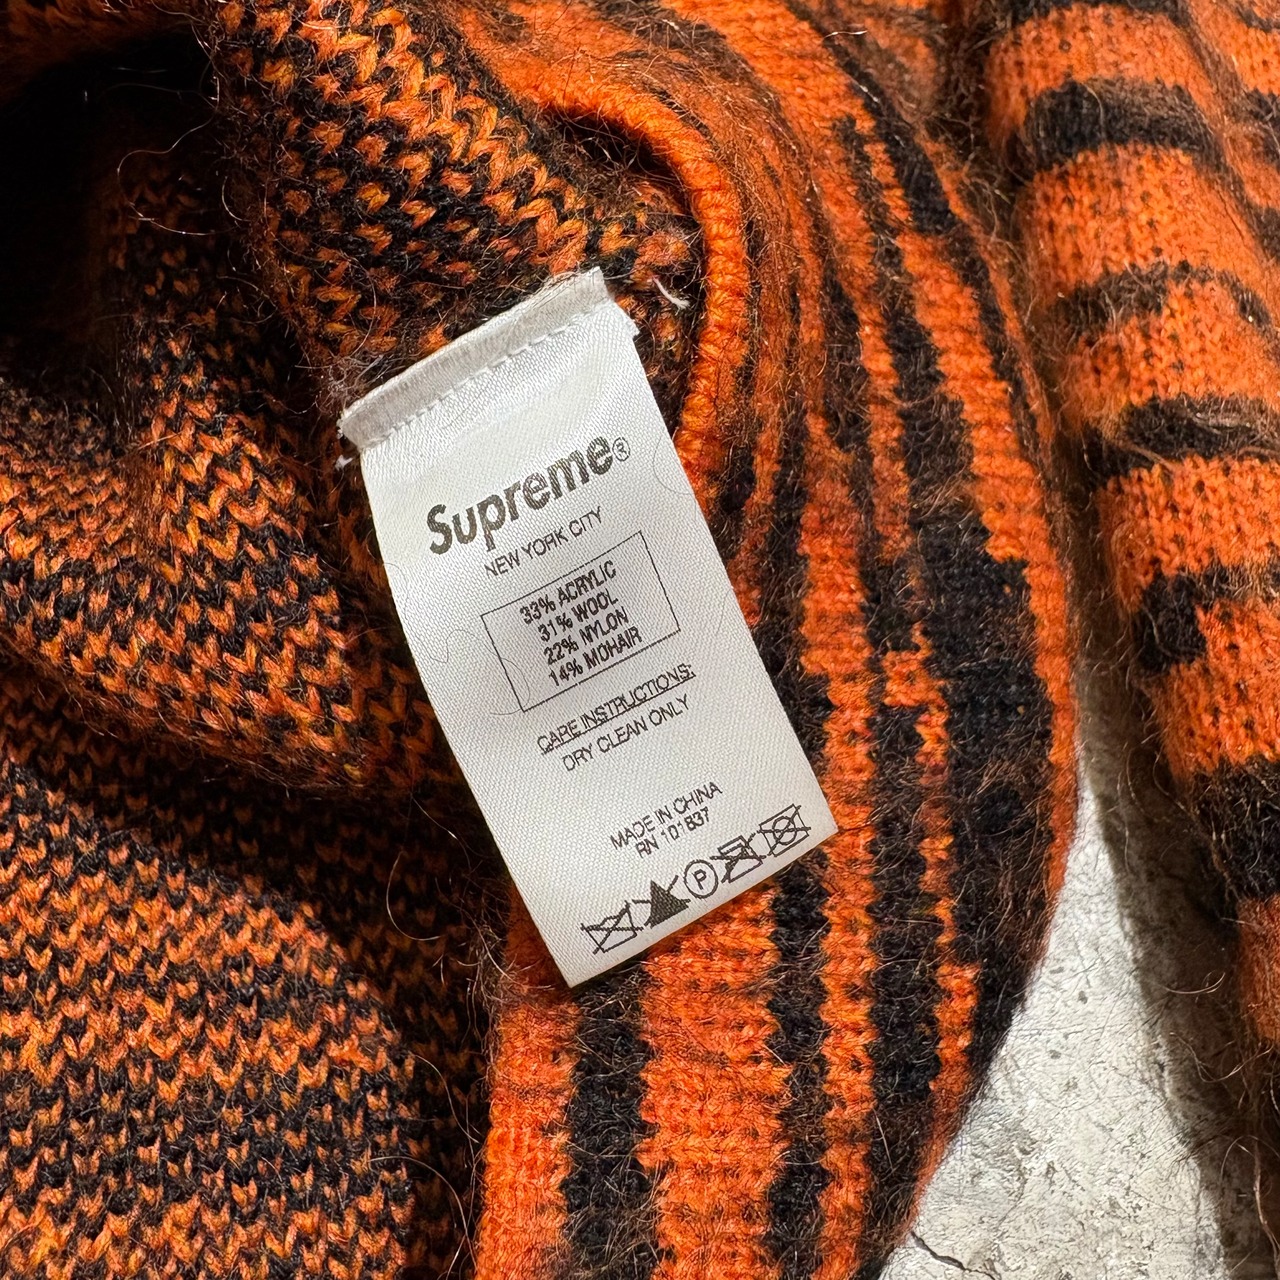 Supreme®
NEW YORK CITY
33% ACRYLIC
31% WOOL
22% NYLON
14% MOHAIR
CARE INSTRUCTIONS:
DRY CLEAN ONLY
MADE IN CHINA
RN 101837
P